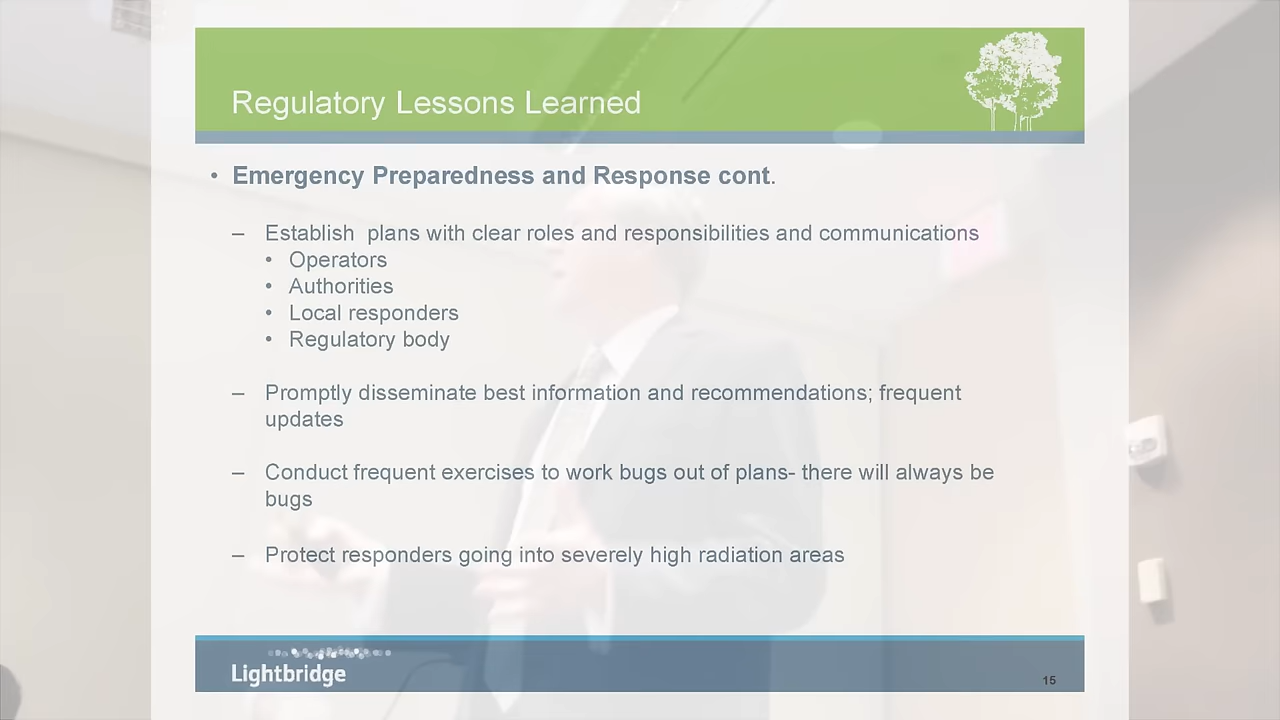 Regulatory Lessons Learned
• Emergency Preparedness and Response cont.
– Establish plans with clear roles and responsibilities and communications
• Operators
• Authorities
• Local responders
• Regulatory body
– Promptly disseminate best information and recommendations; frequent
updates
– Conduct frequent exercises to work bugs out of plans- there will always be
bugs
– Protect responders going into severely high radiation areas
Lightbridge
15